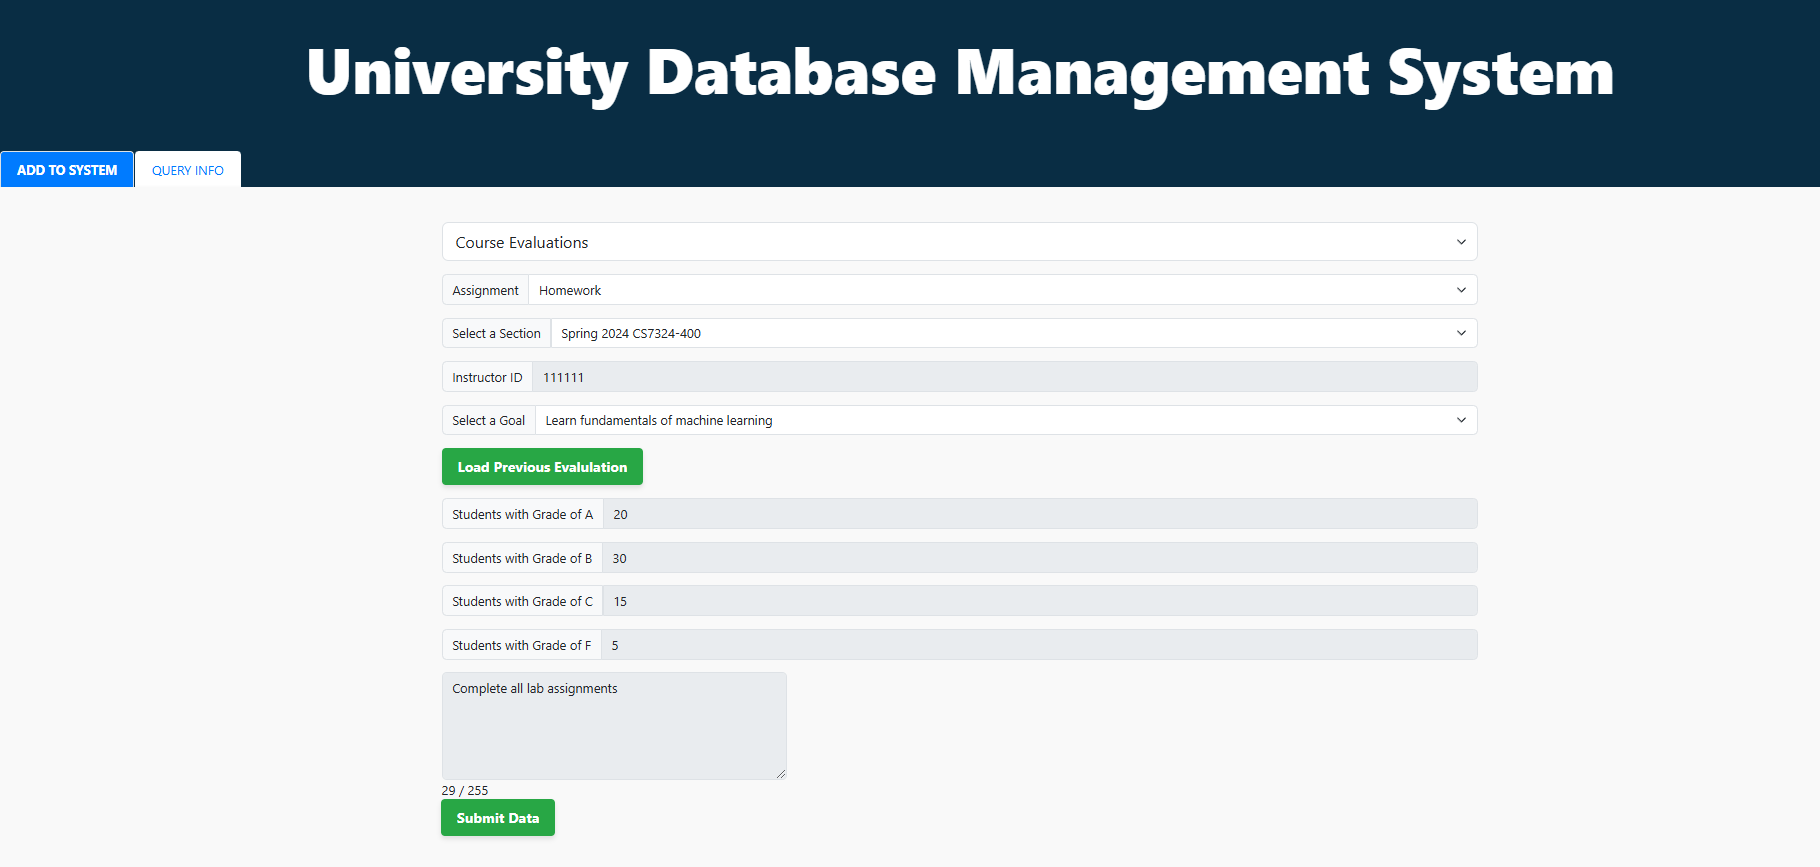 University Database Management System
ADD TO SYSTEM
QUERY INFO
Course Evaluations
Assignment Homework
Select a Section Spring 2024 CS7324-400
Instructor ID 111111
Select a Goal Learn fundamentals of machine learning
Load Previous Evalulation
Students with Grade of A 20
Students with Grade of B 30
Students with Grade of C 15
Students with Grade of F 5
Complete all lab assignments
29 / 255
Submit Data